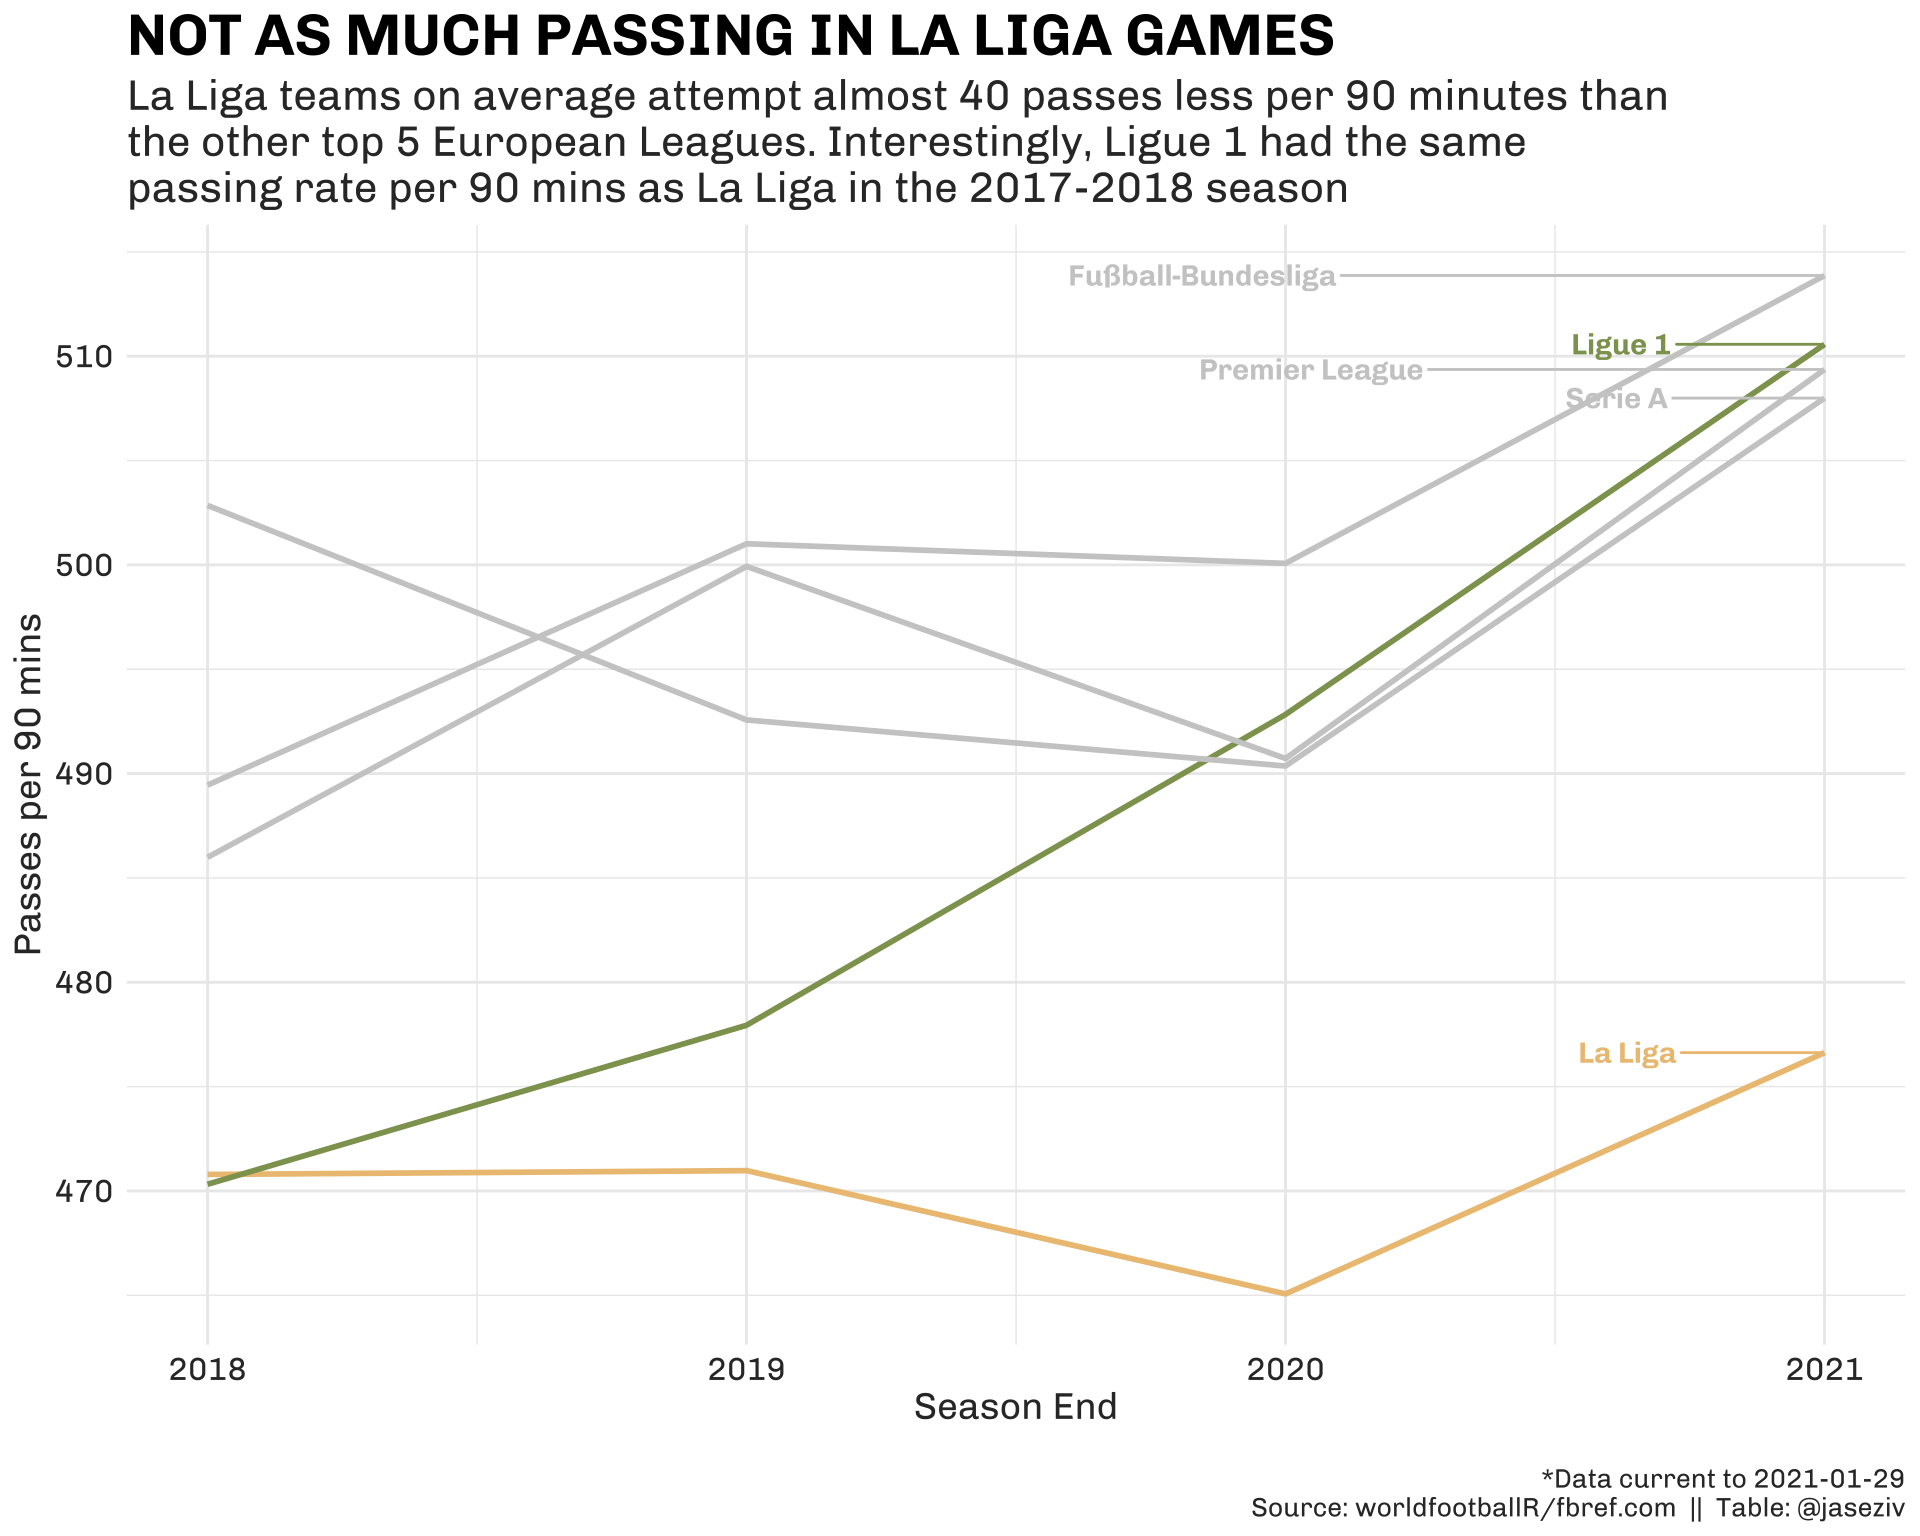 NOT AS MUCH PASSING IN LA LIGA GAMES
La Liga teams on average attempt almost 40 passes less per 90 minutes than
the other top 5 European Leagues. Interestingly, Ligue 1 had the same
passing rate per 90 mins as La Liga in the 2017-2018 season
Fußball-Bundesliga
Ligue 1
Premier League
Serie A
La Liga
510
500
490
480
470
Passes per 90 mins
2018
2019
2020
2021
Season End
*Data current to 2021-01-29
Source: worldfootballR/fbref.com || Table: @jaseziv